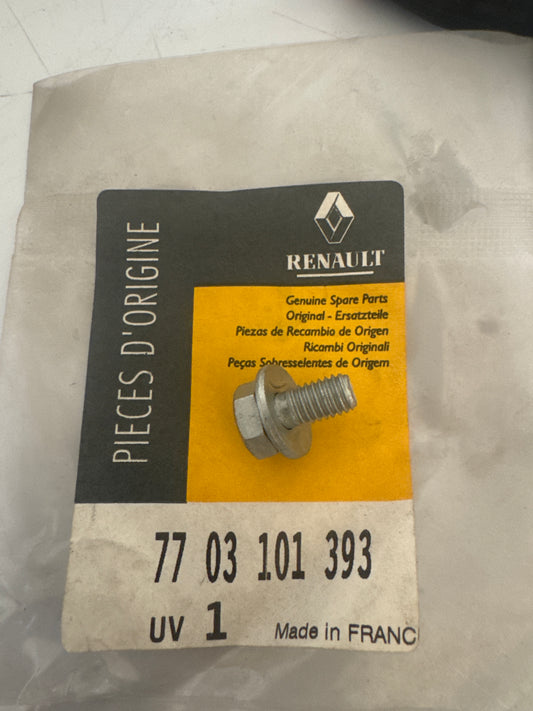 PIECES D'ORIGINE
RENAULT
Genuine Spare Parts
Original - Ersatzteile
Piezas de Recambio de Origen
Ricambi Originali
Peças Sobresselentes de Origem
77 03 101 393
UV 1
Made in FRANC